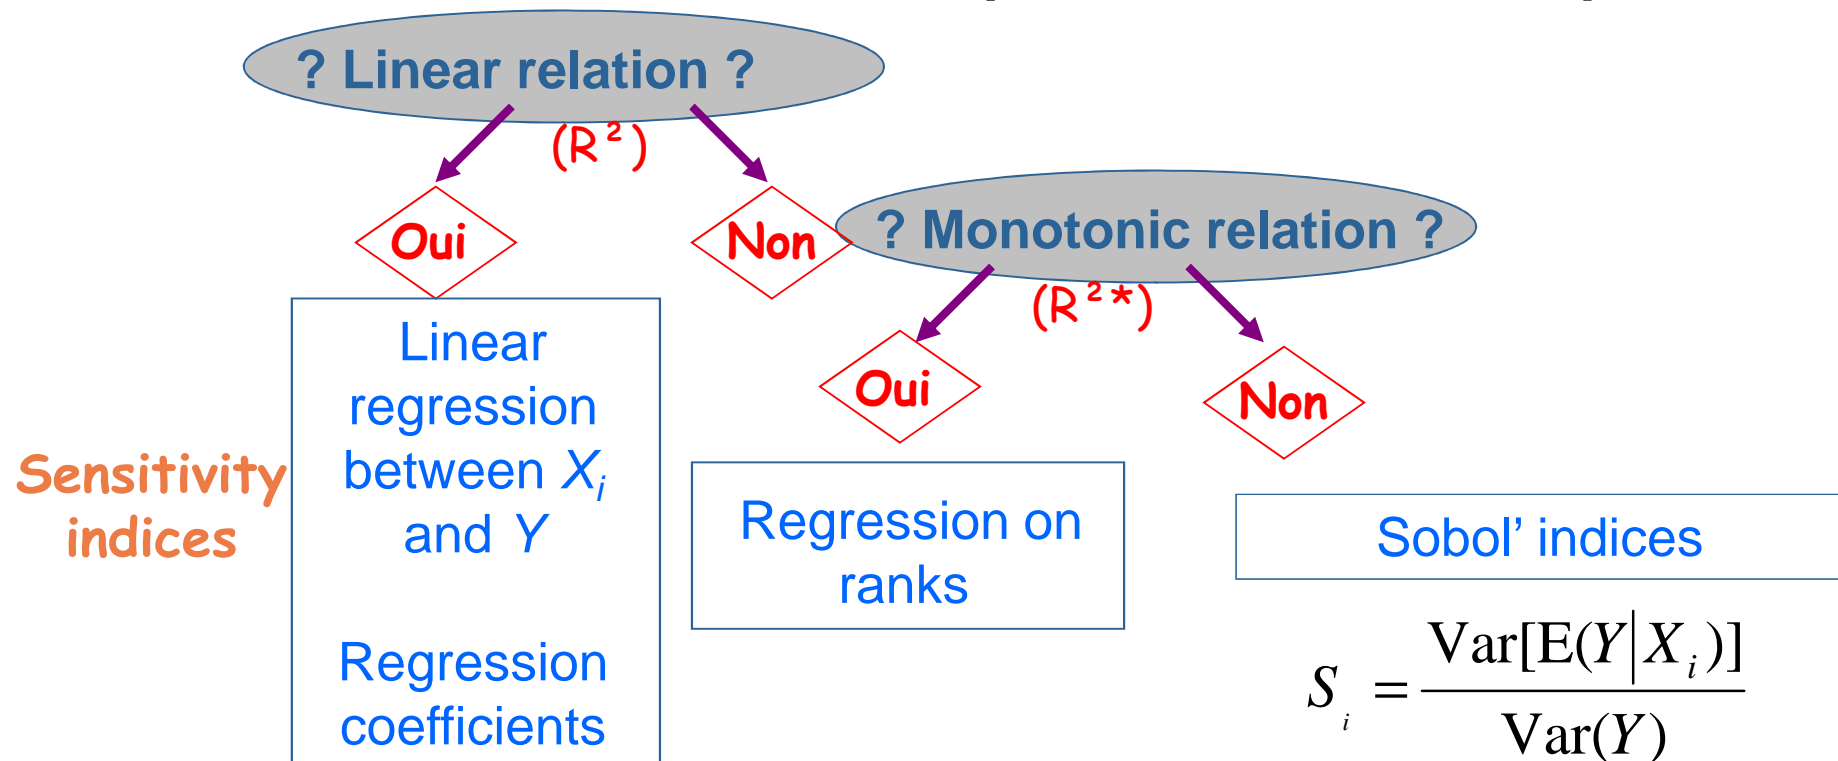 ? Linear relation ?
(R²)
Oui
Non
? Monotonic relation ?
(R²*)
Oui
Non
Sensitivity
indices
Linear
regression
between Xᵢ
and Y
Regression
coefficients
Regression on
ranks
Sobol’ indices
Sᵢ = Var[E(Y|Xᵢ)] / Var(Y)